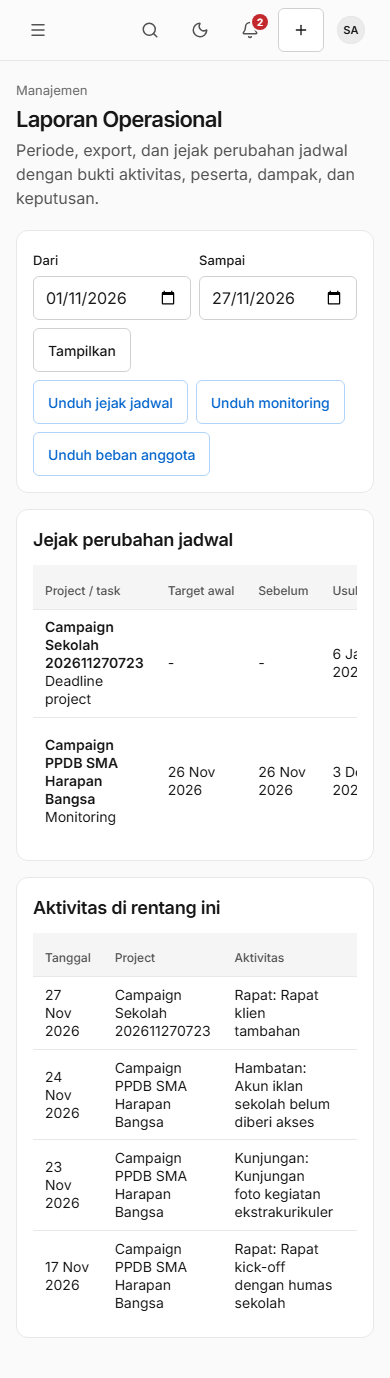 2
+
SA
Manajemen
Laporan Operasional
Periode, export, dan jejak perubahan jadwal
dengan bukti aktivitas, peserta, dampak, dan
keputusan.
Dari
Sampai
01/11/2026
27/11/2026
Tampilkan
Unduh jejak jadwal
Unduh monitoring
Unduh beban anggota
Jejak perubahan jadwal
Project / task
Target awal
Sebelum
Campaign
Sekolah
202611270723
Deadline
project
-
-
6
Campaign
PPDB SMA
Harapan
Bangsa
Monitoring
26 Nov
2026
26 Nov
2026
3
Aktivitas di rentang ini
Tanggal
Project
Aktivitas
27
Nov
2026
Campaign
Sekolah
202611270723
Rapat: Rapat
klien
tambahan
24
Nov
2026
Campaign
PPDB SMA
Harapan
Bangsa
Hambatan:
Akun iklan
sekolah belum
diberi akses
23
Nov
2026
Campaign
PPDB SMA
Harapan
Bangsa
Kunjungan:
Kunjungan
foto kegiatan
ekstrakurikuler
17 Nov
2026
Campaign
PPDB SMA
Harapan
Bangsa
Rapat: Rapat
kick-off
dengan humas
sekolah